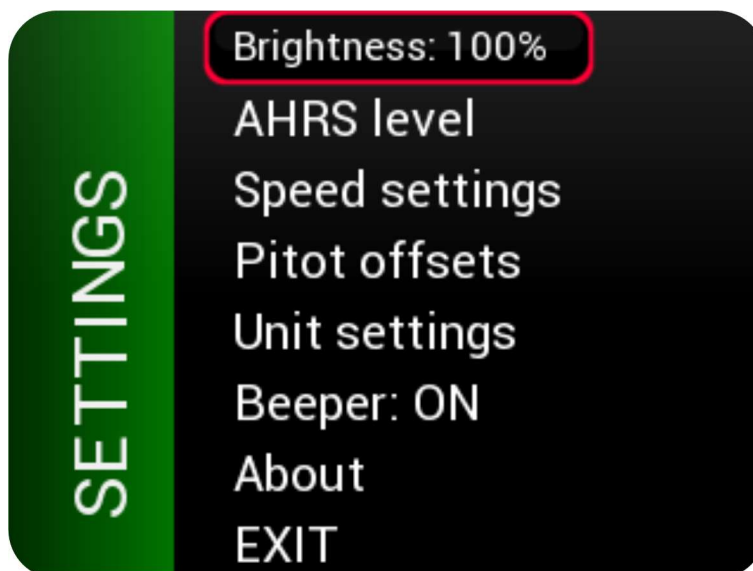 SETTINGS
Brightness: 100%
AHRS level
Speed settings
Pitot offsets
Unit settings
Beeper: ON
About
EXIT